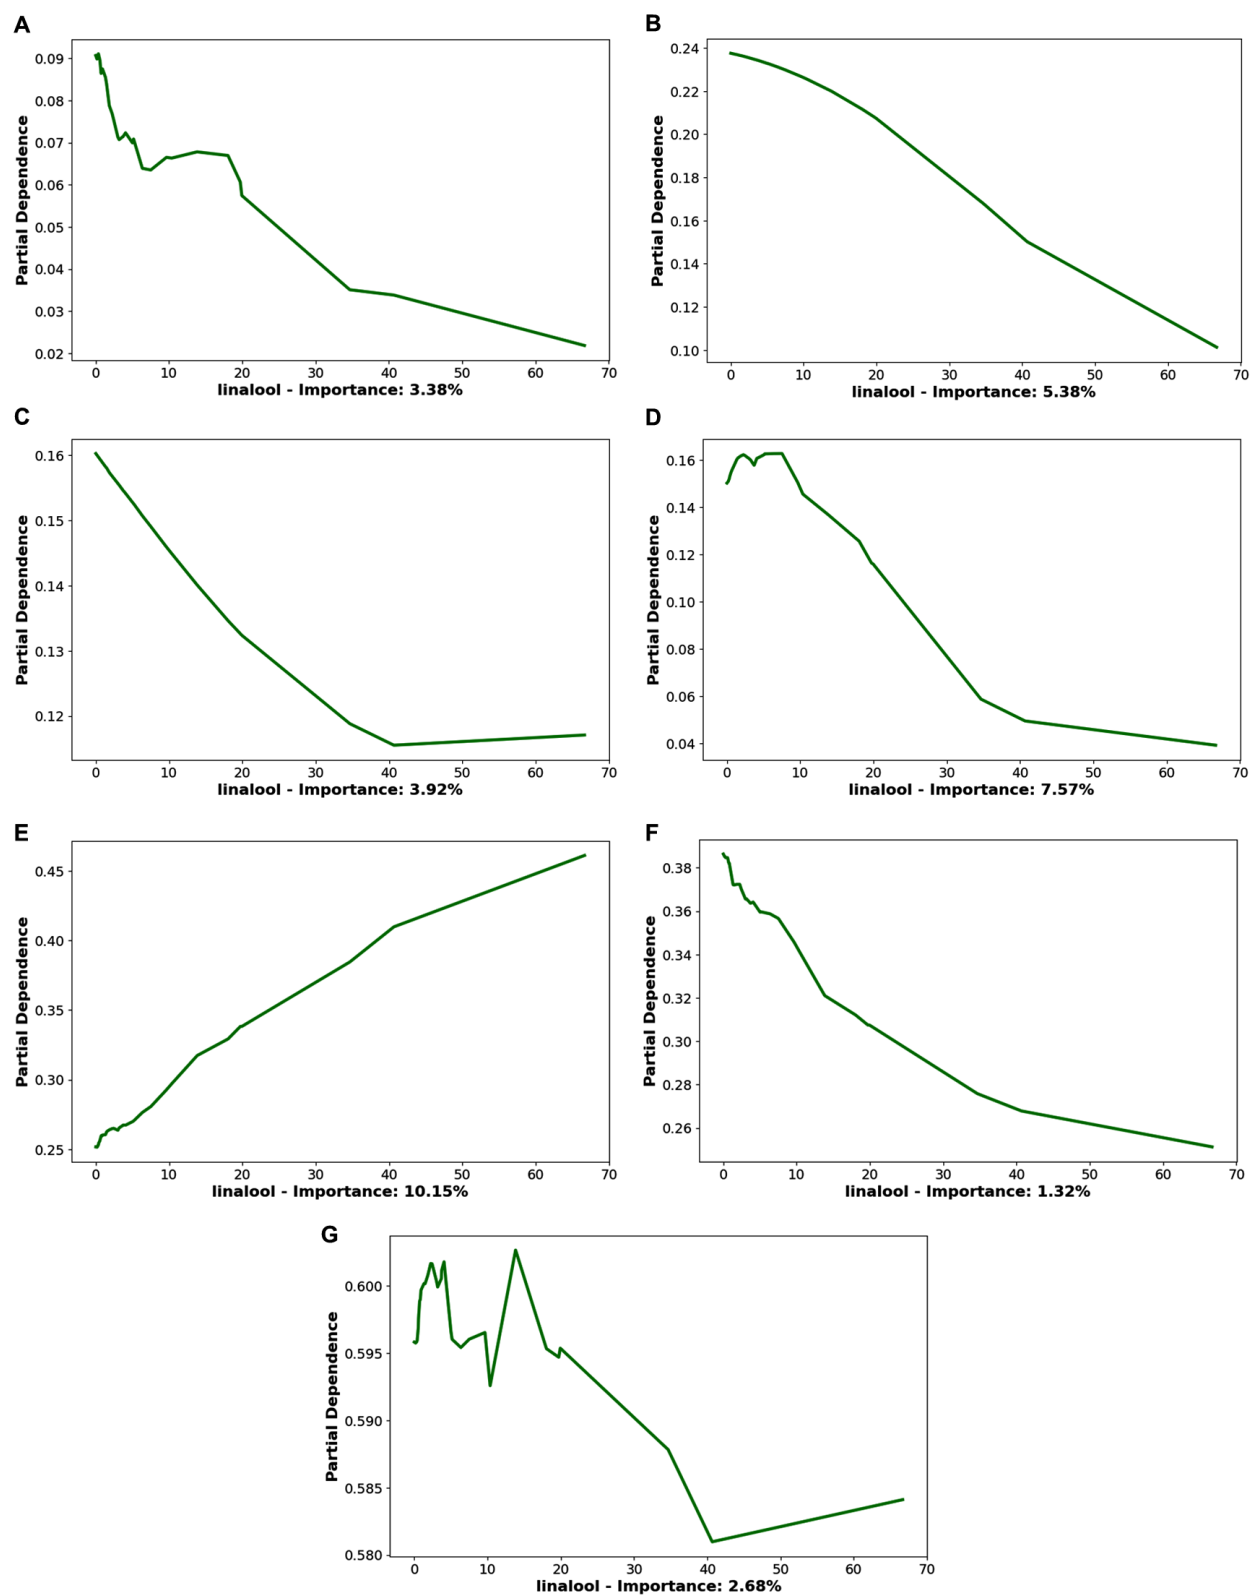 A
Partial Dependence
0.09
0.08
0.07
0.06
0.05
0.04
0.03
0.02
0 10 20 30 40 50 60 70
linalool - Importance: 3.38%
B
Partial Dependence
0.24
0.22
0.20
0.18
0.16
0.14
0.12
0.10
0 10 20 30 40 50 60 70
linalool - Importance: 5.38%
C
Partial Dependence
0.16
0.15
0.14
0.13
0.12
0 10 20 30 40 50 60 70
linalool - Importance: 3.92%
D
Partial Dependence
0.16
0.14
0.12
0.10
0.08
0.06
0.04
0 10 20 30 40 50 60 70
linalool - Importance: 7.57%
E
Partial Dependence
0.45
0.40
0.35
0.30
0.25
0 10 20 30 40 50 60 70
linalool - Importance: 10.15%
F
Partial Dependence
0.38
0.36
0.34
0.32
0.30
0.28
0.26
0 10 20 30 40 50 60 70
linalool - Importance: 1.32%
G
Partial Dependence
0.600
0.595
0.590
0.585
0.580
0 10 20 30 40 50 60 70
linalool - Importance: 2.68%